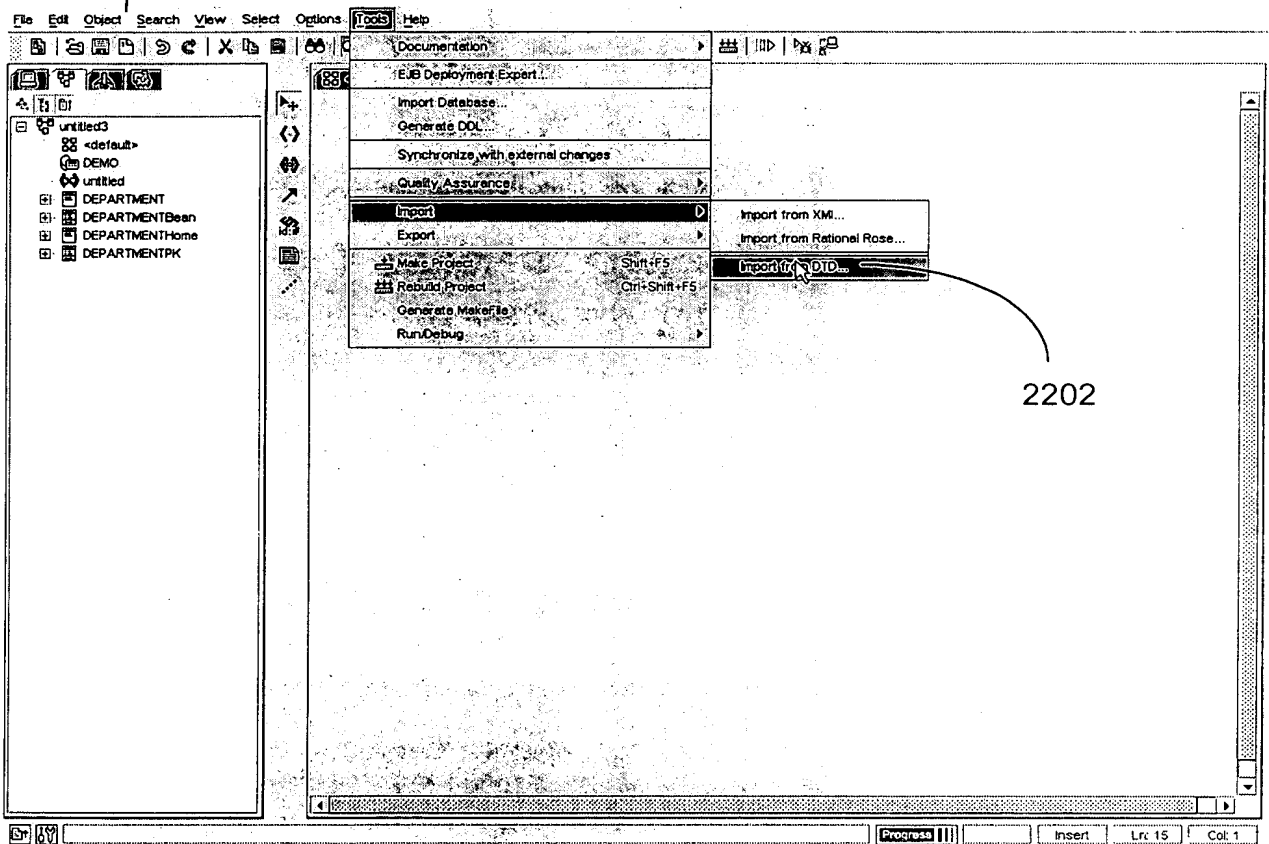 File Edit Object Search View Select Options Tools Help
Documentation
EJB Deployment Expert...
Import Database...
Generate DDL...
Synchronize with external changes
Quality Assurance
Import
Export
Make Project Shift+F5
Rebuild Project Ctrl+Shift+F5
Generate MakeFile
Run/Debug
Import from XMI...
Import from Rational Rose...
Import from DTD...
untitled3
<default>
DEMO
untitled
DEPARTMENT
DEPARTMENTBean
DEPARTMENTHome
DEPARTMENTPK
2202
Progress Insert Ln: 15 Col: 1